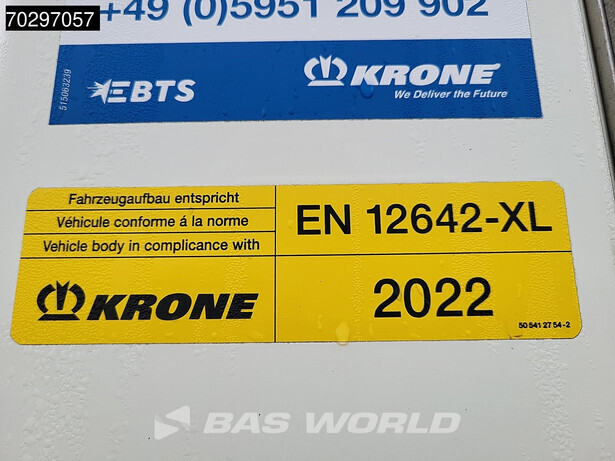 70297057
+49 (0)5951 209 902
515063239
EBTS
KRONE
We Deliver the Future
Fahrzeugaufbau entspricht
Véhicule conforme á la norme
Vehicle body in complicance with
EN 12642-XL
KRONE
2022
50 541 27 54 - 2
BAS WORLD